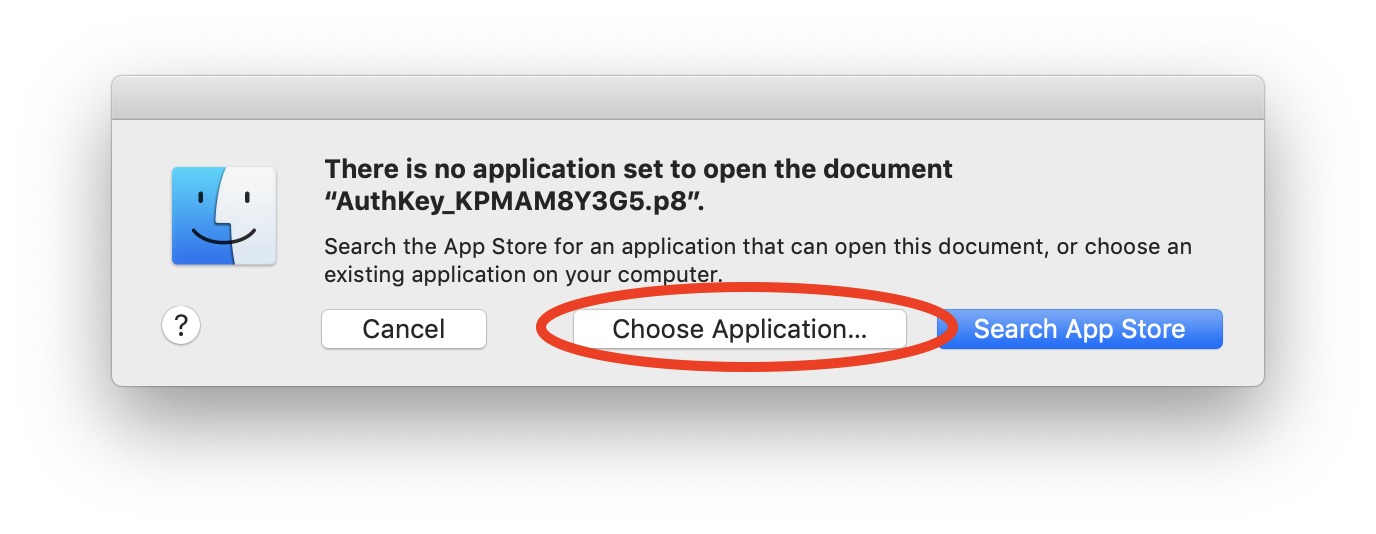 There is no application set to open the document
“AuthKey_KPMAM8Y3G5.p8”.
Search the App Store for an application that can open this document, or choose an
existing application on your computer.
?
Cancel
Choose Application...
Search App Store